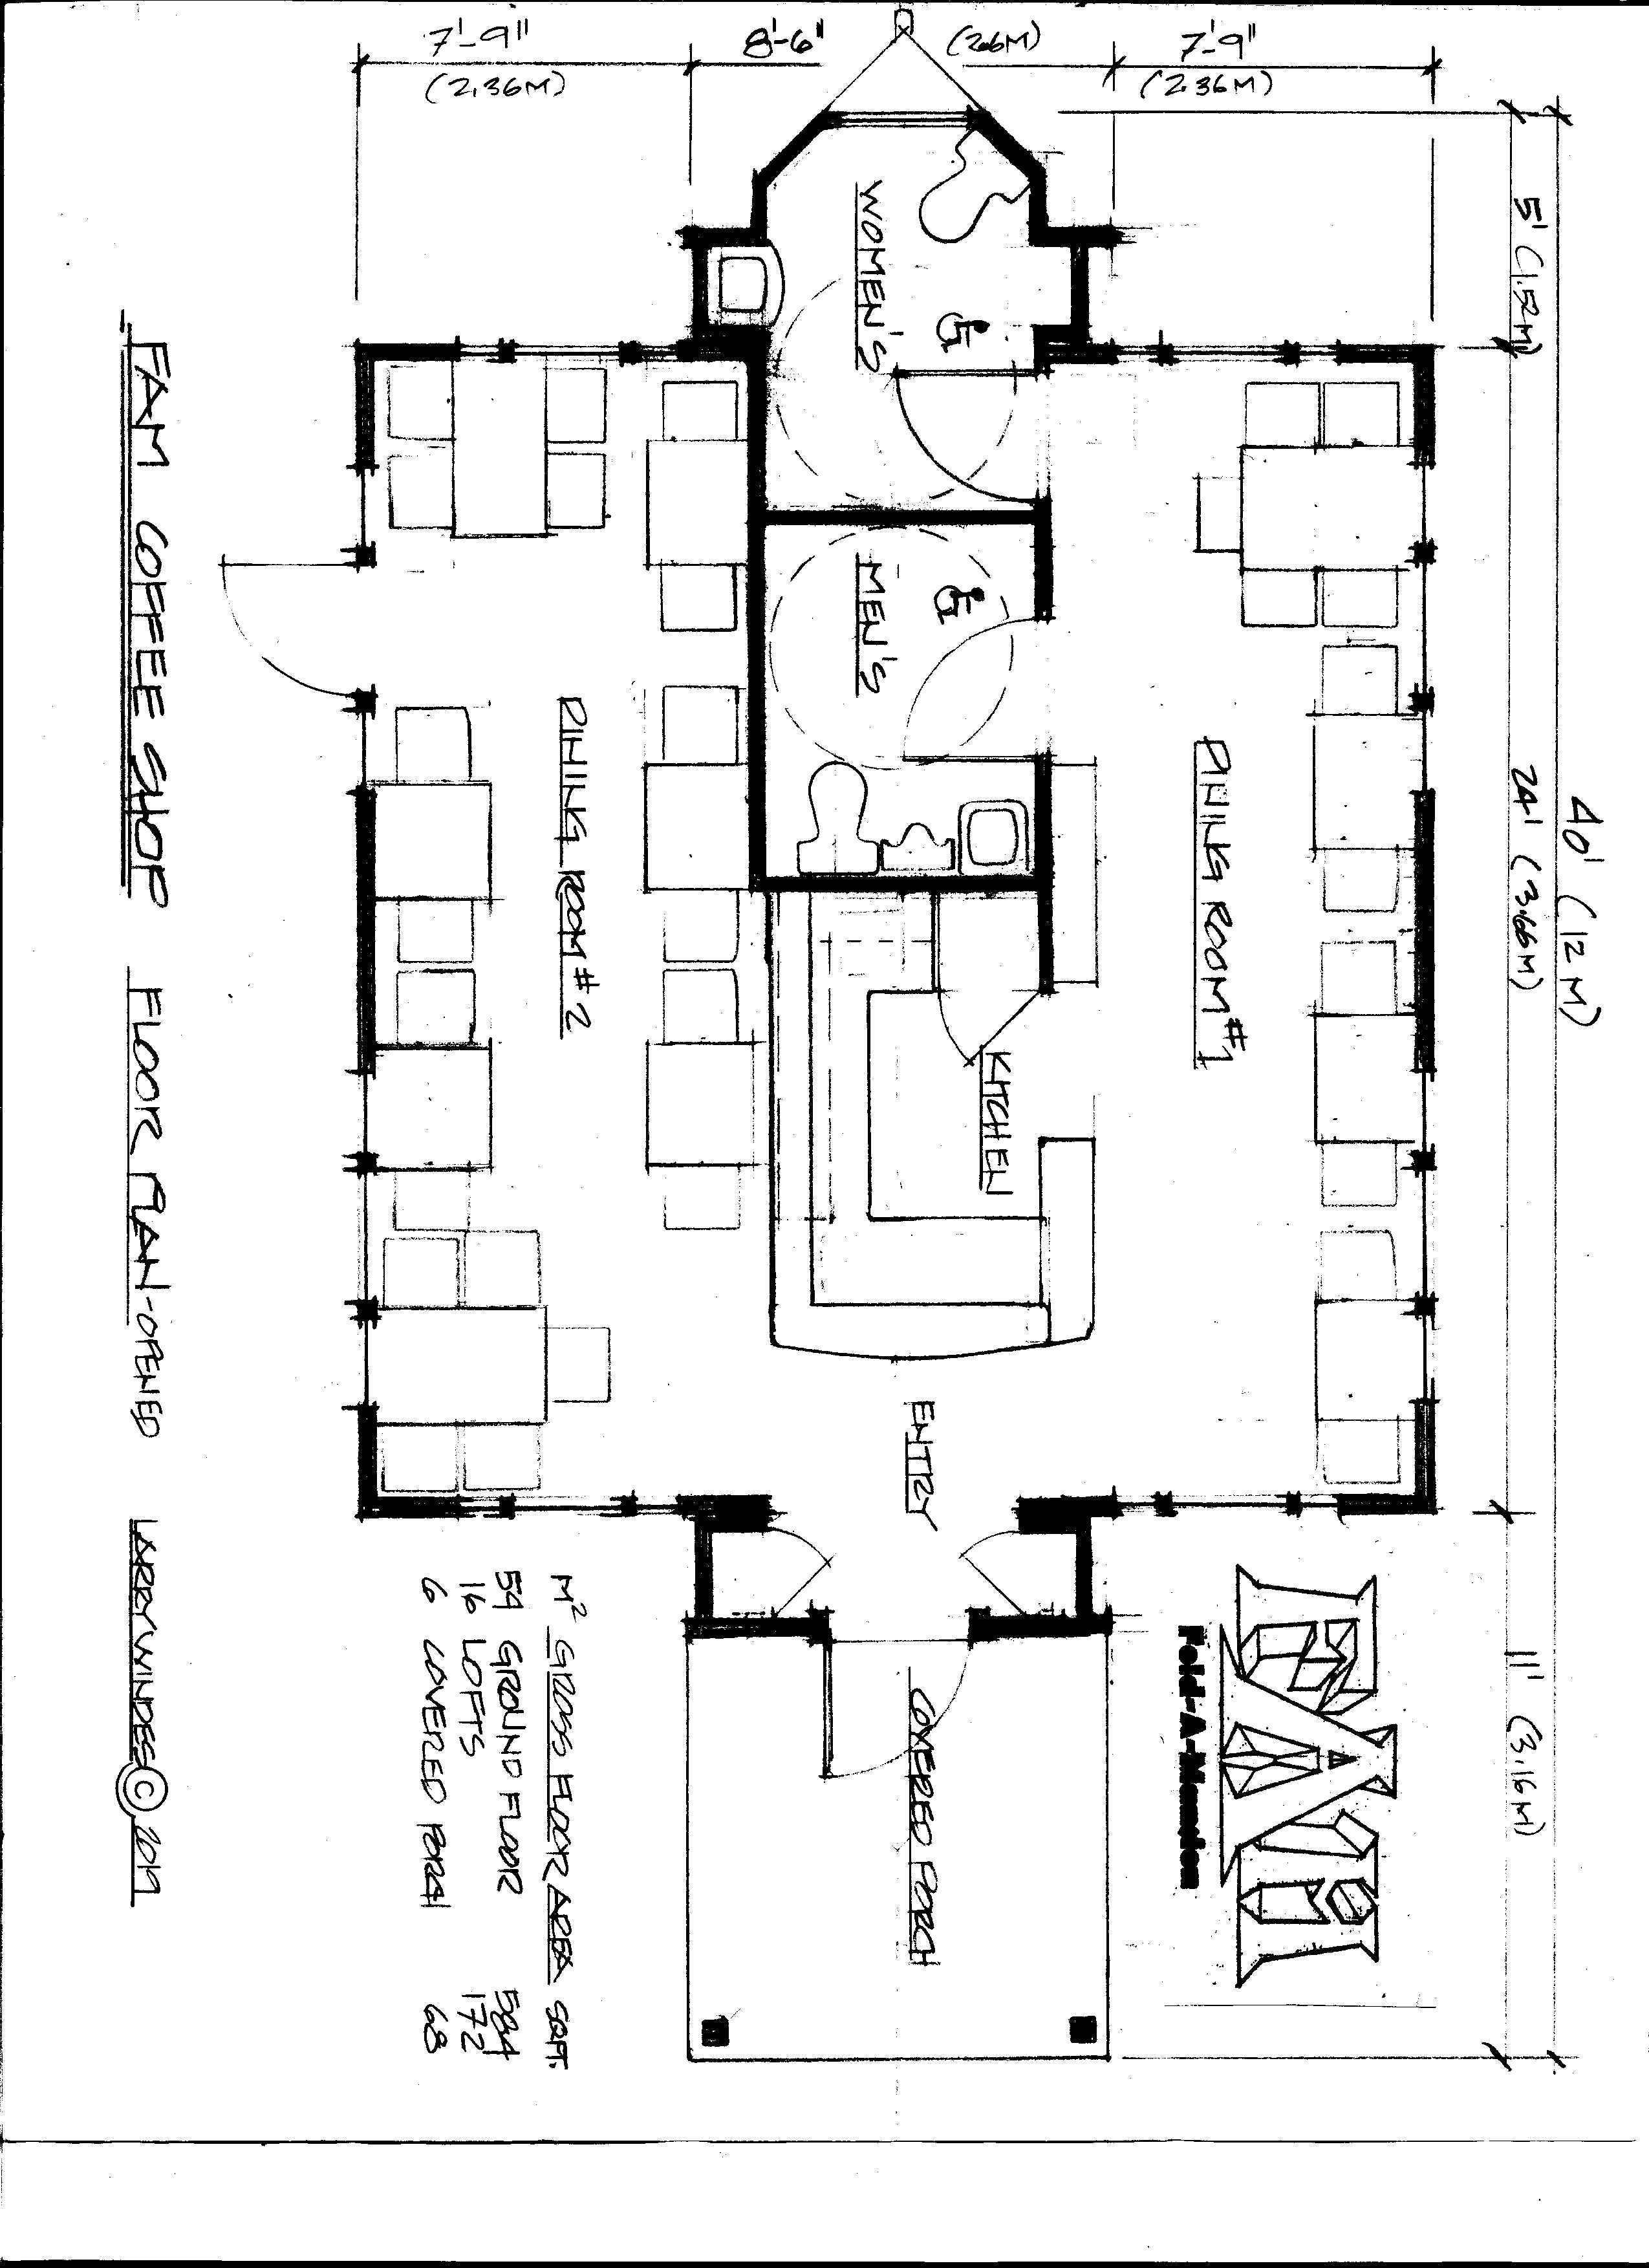 40' (12 M)
5' (1.52M)
24' (3.66M)
11' (3.16M)
FAM
Fold-A-Mansion
7'-9"
(2.36M)
DINING ROOM #1
(2.6M)
KITCHEN
ENTRY
COVERED PORCH
WOMEN'S
MEN'S
8'-6"
DINING ROOM #2
7'-9"
(2.36M)
M² GROSS FLOOR AREA SQFT.
54 GROUND FLOOR 584
16 LOFTS 172
6 COVERED PORCH 68
FAM COFFEE SHOP FLOOR PLAN-OPENED LARRY WINDES © 2019